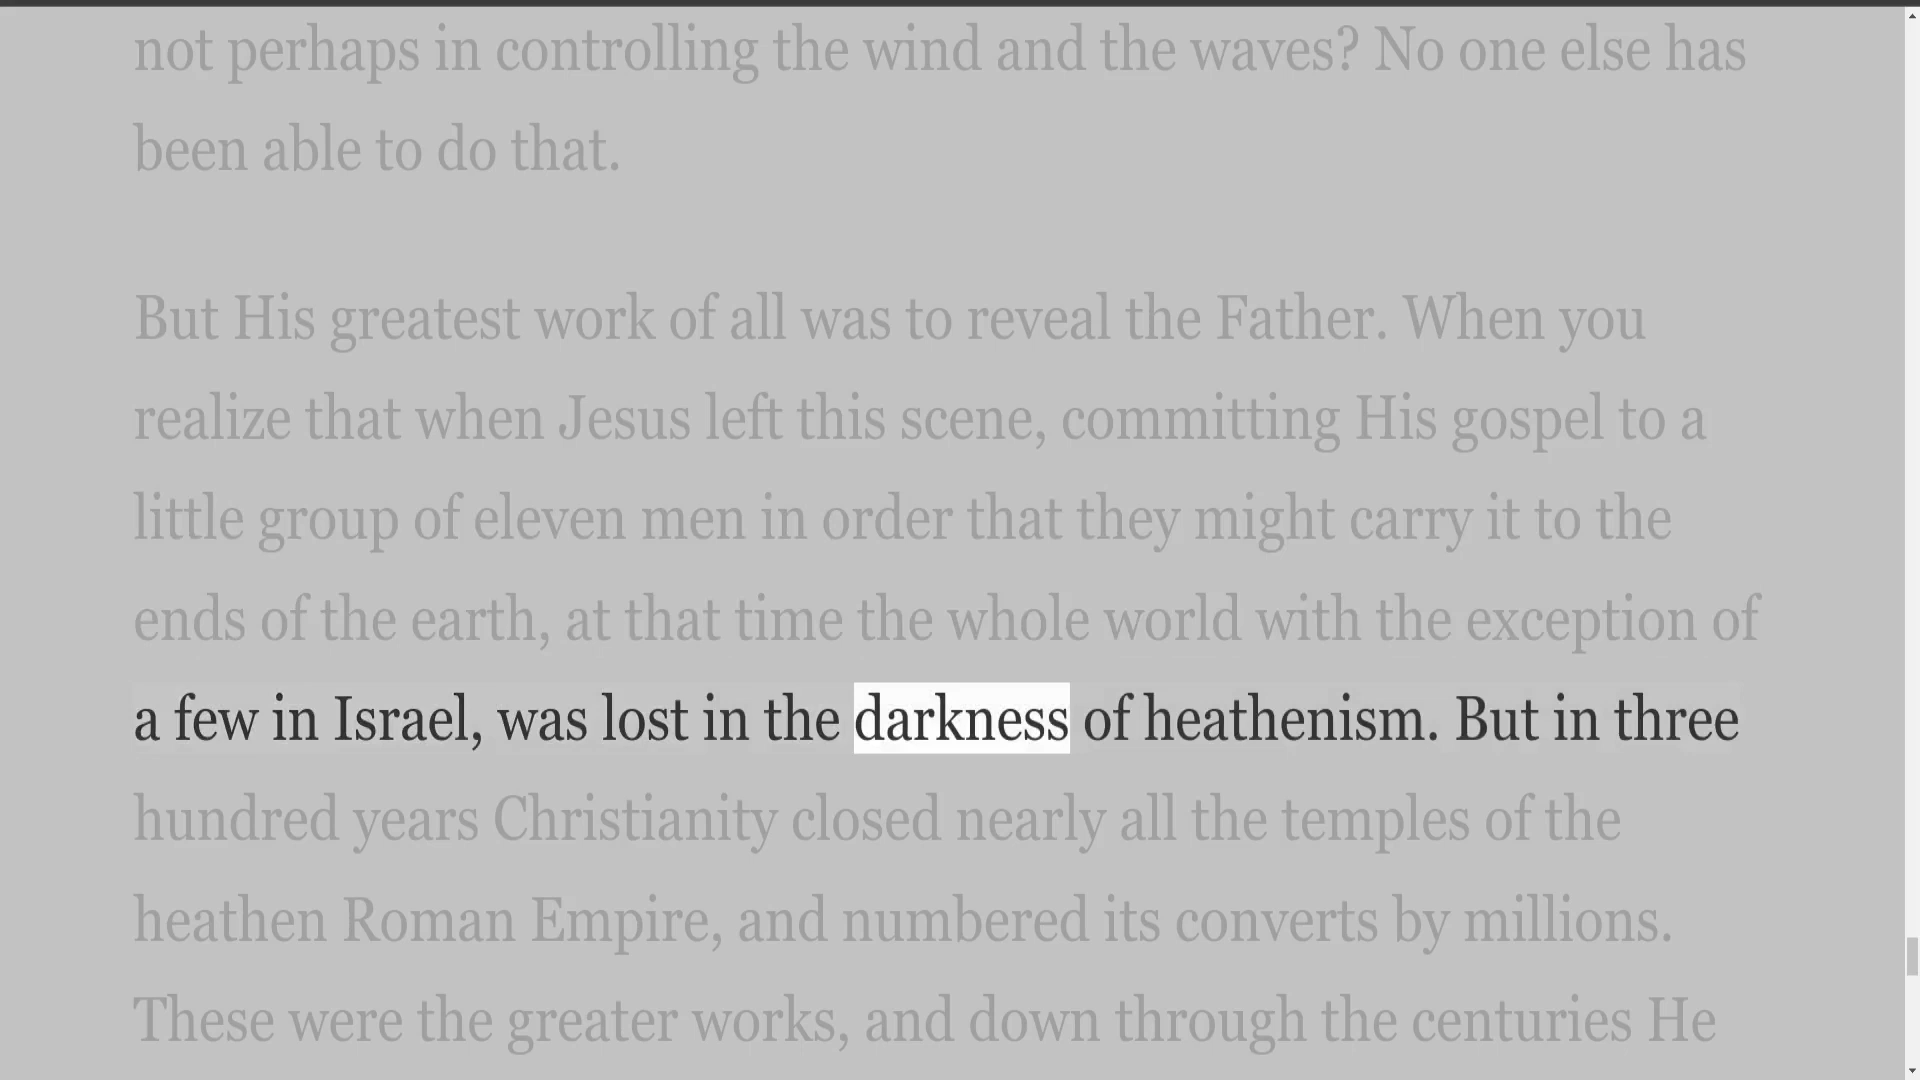 not perhaps in controlling the wind and the waves? No one else has
been able to do that.
But His greatest work of all was to reveal the Father. When you
realize that when Jesus left this scene, committing His gospel to a
little group of eleven men in order that they might carry it to the
ends of the earth, at that time the whole world with the exception of
a few in Israel, was lost in the darkness of heathenism. But in three
hundred years Christianity closed nearly all the temples of the
heathen Roman Empire, and numbered its converts by millions.
These were the greater works, and down through the centuries He